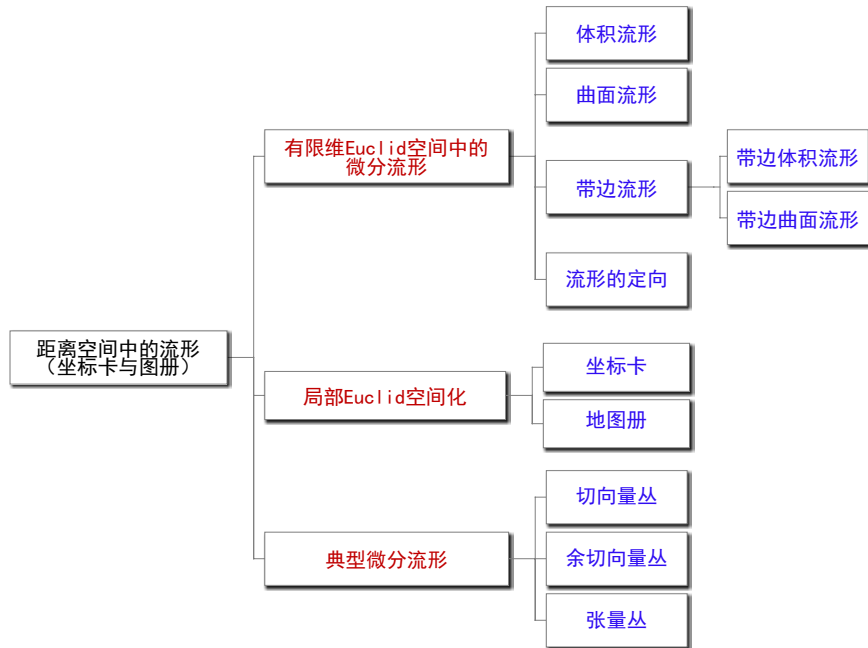 距离空间中的流形
（坐标卡与图册）
有限维Euclid空间中的
微分流形
体积流形
曲面流形
带边流形
带边体积流形
带边曲面流形
流形的定向
局部Euclid空间化
坐标卡
地图册
典型微分流形
切向量丛
余切向量丛
张量丛